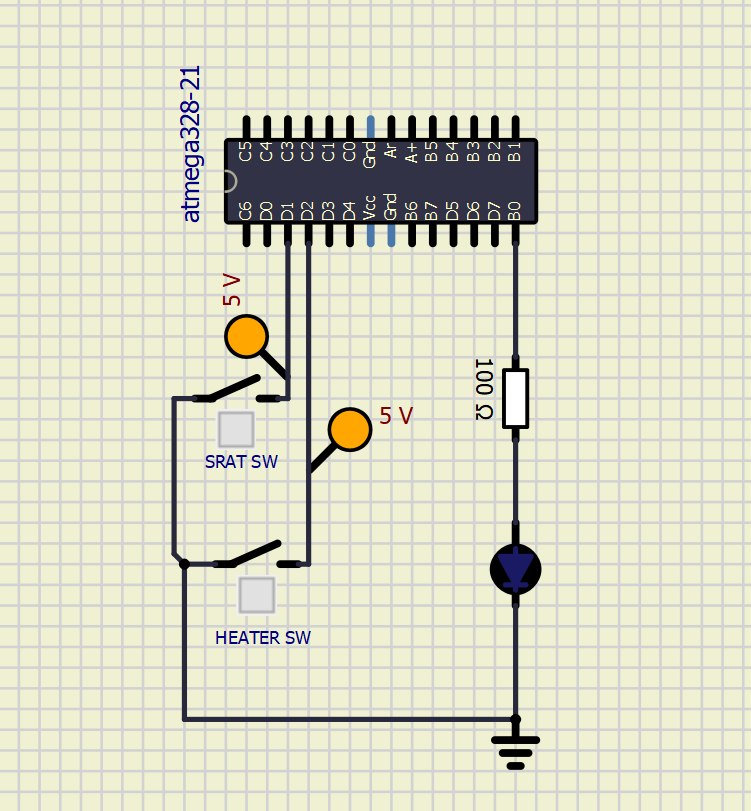 atmega328-21
C5 C4 C3 C2 C1 C0 Gnd Ar A+ B5 B4 B3 B2 B1
C6 D0 D1 D2 D3 D4 Vcc Gnd B6 B7 D5 D6 D7 B0
5 V
100 Ω
5 V
SRAT SW
HEATER SW